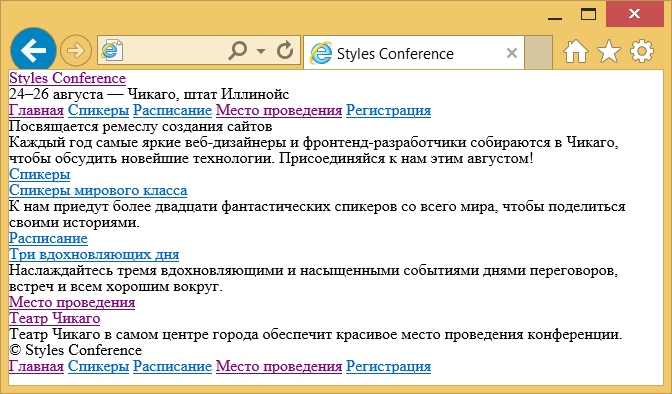 Styles Conference
Styles Conference
24–26 августа — Чикаго, штат Иллинойс
Главная Спикеры Расписание Место проведения Регистрация
Посвящается ремеслу создания сайтов
Каждый год самые яркие веб-дизайнеры и фронтенд-разработчики собираются в Чикаго,
чтобы обсудить новейшие технологии. Присоединяйся к нам этим августом!
Спикеры
Спикеры мирового класса
К нам приедут более двадцати фантастических спикеров со всего мира, чтобы поделиться
своими историями.
Расписание
Три вдохновляющих дня
Наслаждайтесь тремя вдохновляющими и насыщенными событиями днями переговоров,
встреч и всем хорошим вокруг.
Место проведения
Театр Чикаго
Театр Чикаго в самом центре города обеспечит красивое место проведения конференции.
© Styles Conference
Главная Спикеры Расписание Место проведения Регистрация